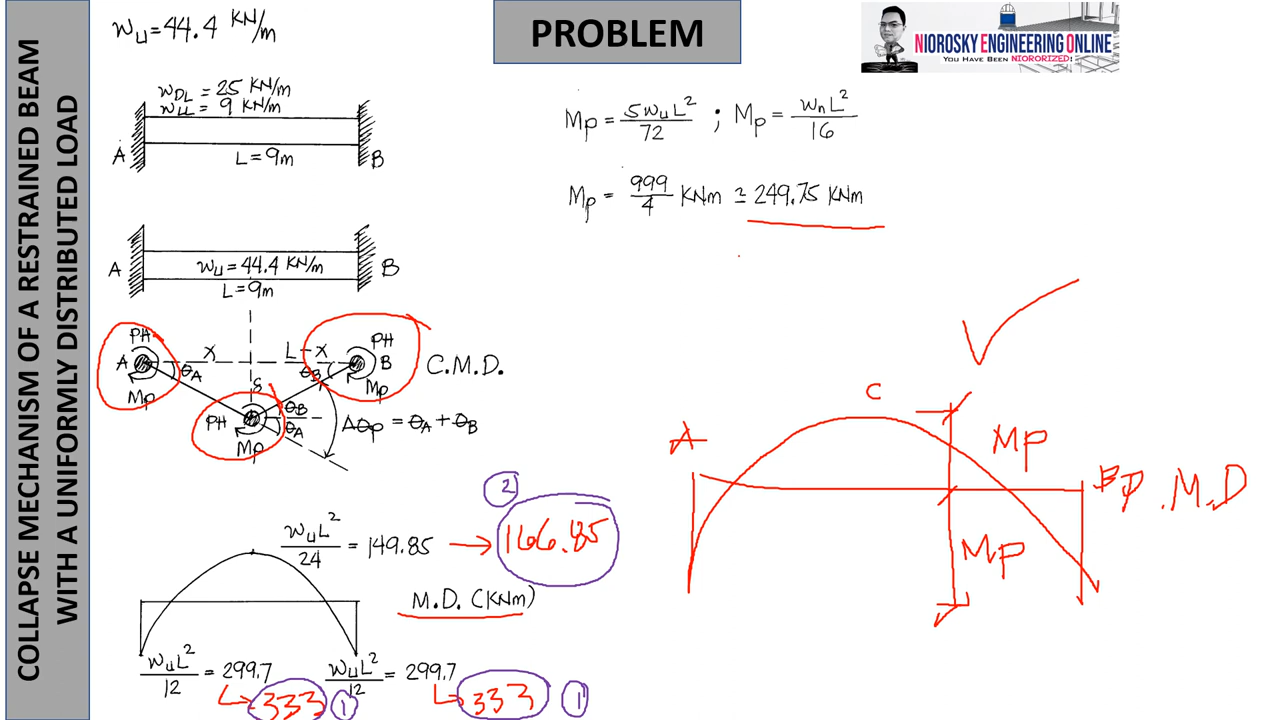 COLLAPSE MECHANISM OF A RESTRAINED BEAM
WITH A UNIFORMLY DISTRIBUTED LOAD
PROBLEM
NIOROSKY ENGINEERING ONLINE
YOU HAVE BEEN NIORORIZED!
Wu = 44.4 KN/m
WDL = 25 KN/m
WLL = 9 KN/m
A L = 9m B
A Wu = 44.4 KN/m B
L = 9m
PH X L - X PH
A θA δ θB B C.M.D.
Mp Mp
PH θB
θA Δθp = θA + θB
Mp
WuL²/24 = 149.85 → 166.85
2
M.D. (KNm)
WuL²/12 = 299.7 WuL²/12 = 299.7
↳ 333 1 ↳ 333 1
Mp = 5WuL²/72 ; Mp = WnL²/16
Mp = 999/4 KNm ≃ 249.75 KNm
C
A Mp B P.M.D
Mp